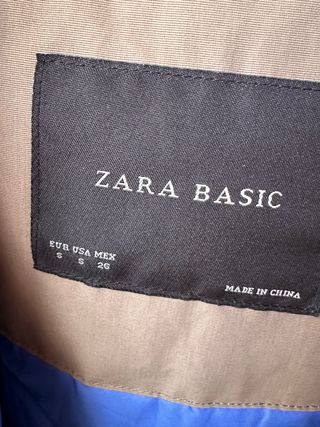 ZARA BASIC
EUR USA MEX
S S 26
MADE IN CHINA